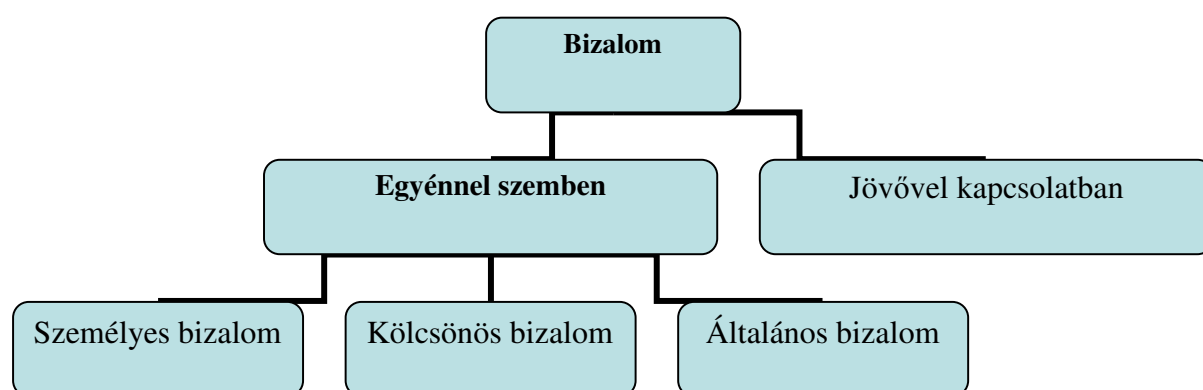 Bizalom
Egyénnel szemben
Jövővel kapcsolatban
Személyes bizalom
Kölcsönös bizalom
Általános bizalom